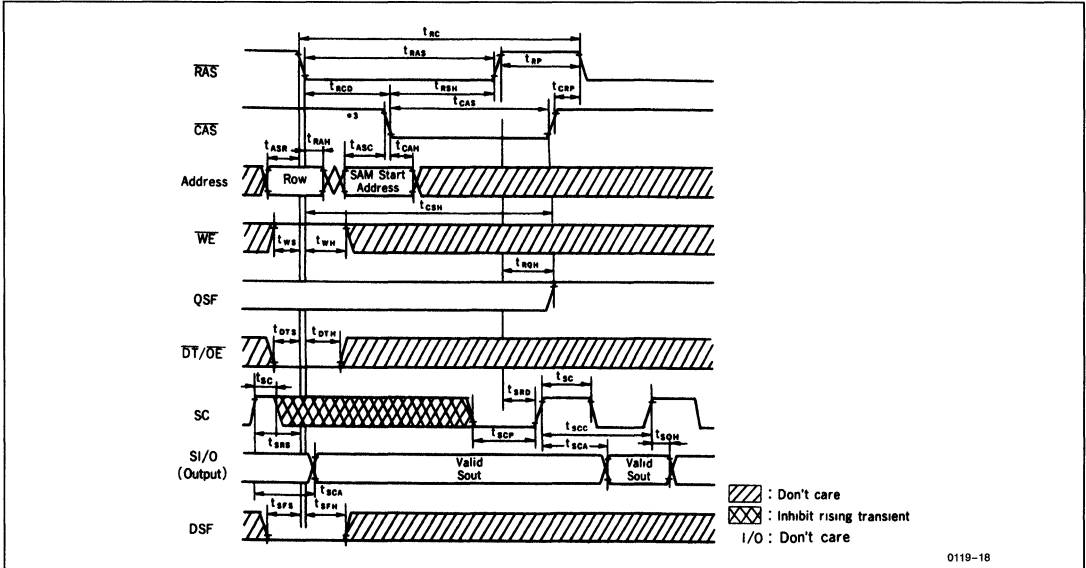 tRC
tRAS
tRP
RAS
tRCD
tRSH
tCRP
tCAS
*3
CAS
tASR
tRAH
tASC
tCAH
Address
Row
SAM Start
Address
tCSH
WE
tWS
tWH
tRQH
QSF
tDTS
tDTH
DT/OE
tSC
tSRD
tSC
SC
tSCP
tSCC
tSRS
tSCA
tSOH
SI/O
(Output)
Valid
Sout
Valid
Sout
tSCA
tSFS
tSFH
DSF
: Don't care
: Inhibit rising transient
I/O : Don't care
0119-18